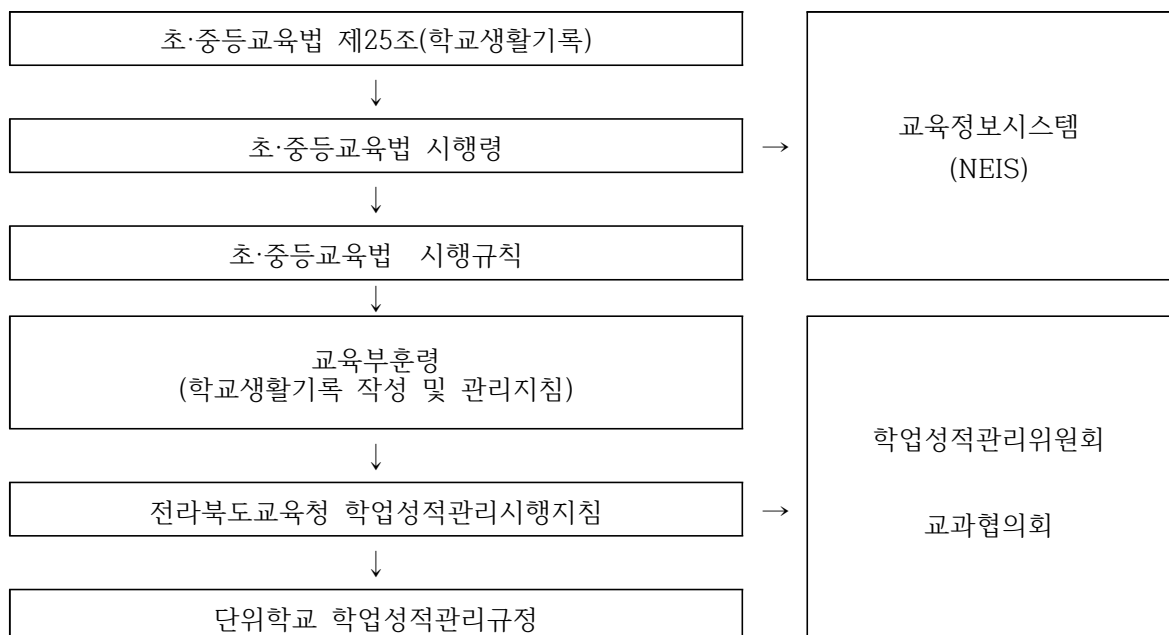 초·중등교육법 제25조(학교생활기록)
↓
초·중등교육법 시행령
→
교육정보시스템
(NEIS)
↓
초·중등교육법 시행규칙
↓
교육부훈령
(학교생활기록 작성 및 관리지침)
↓
전라북도교육청 학업성적관리시행지침
→
학업성적관리위원회
교과협의회
↓
단위학교 학업성적관리규정